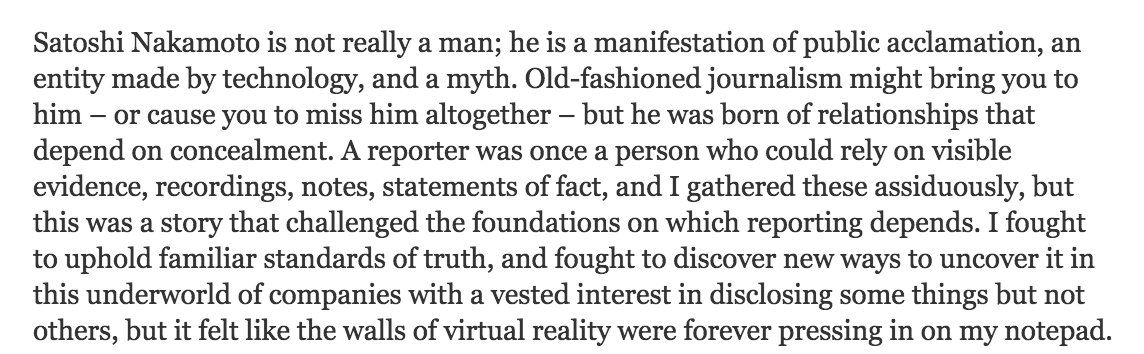 Satoshi Nakamoto is not really a man; he is a manifestation of public acclamation, an
entity made by technology, and a myth. Old-fashioned journalism might bring you to
him – or cause you to miss him altogether – but he was born of relationships that
depend on concealment. A reporter was once a person who could rely on visible
evidence, recordings, notes, statements of fact, and I gathered these assiduously, but
this was a story that challenged the foundations on which reporting depends. I fought
to uphold familiar standards of truth, and fought to discover new ways to uncover it in
this underworld of companies with a vested interest in disclosing some things but not
others, but it felt like the walls of virtual reality were forever pressing in on my notepad.